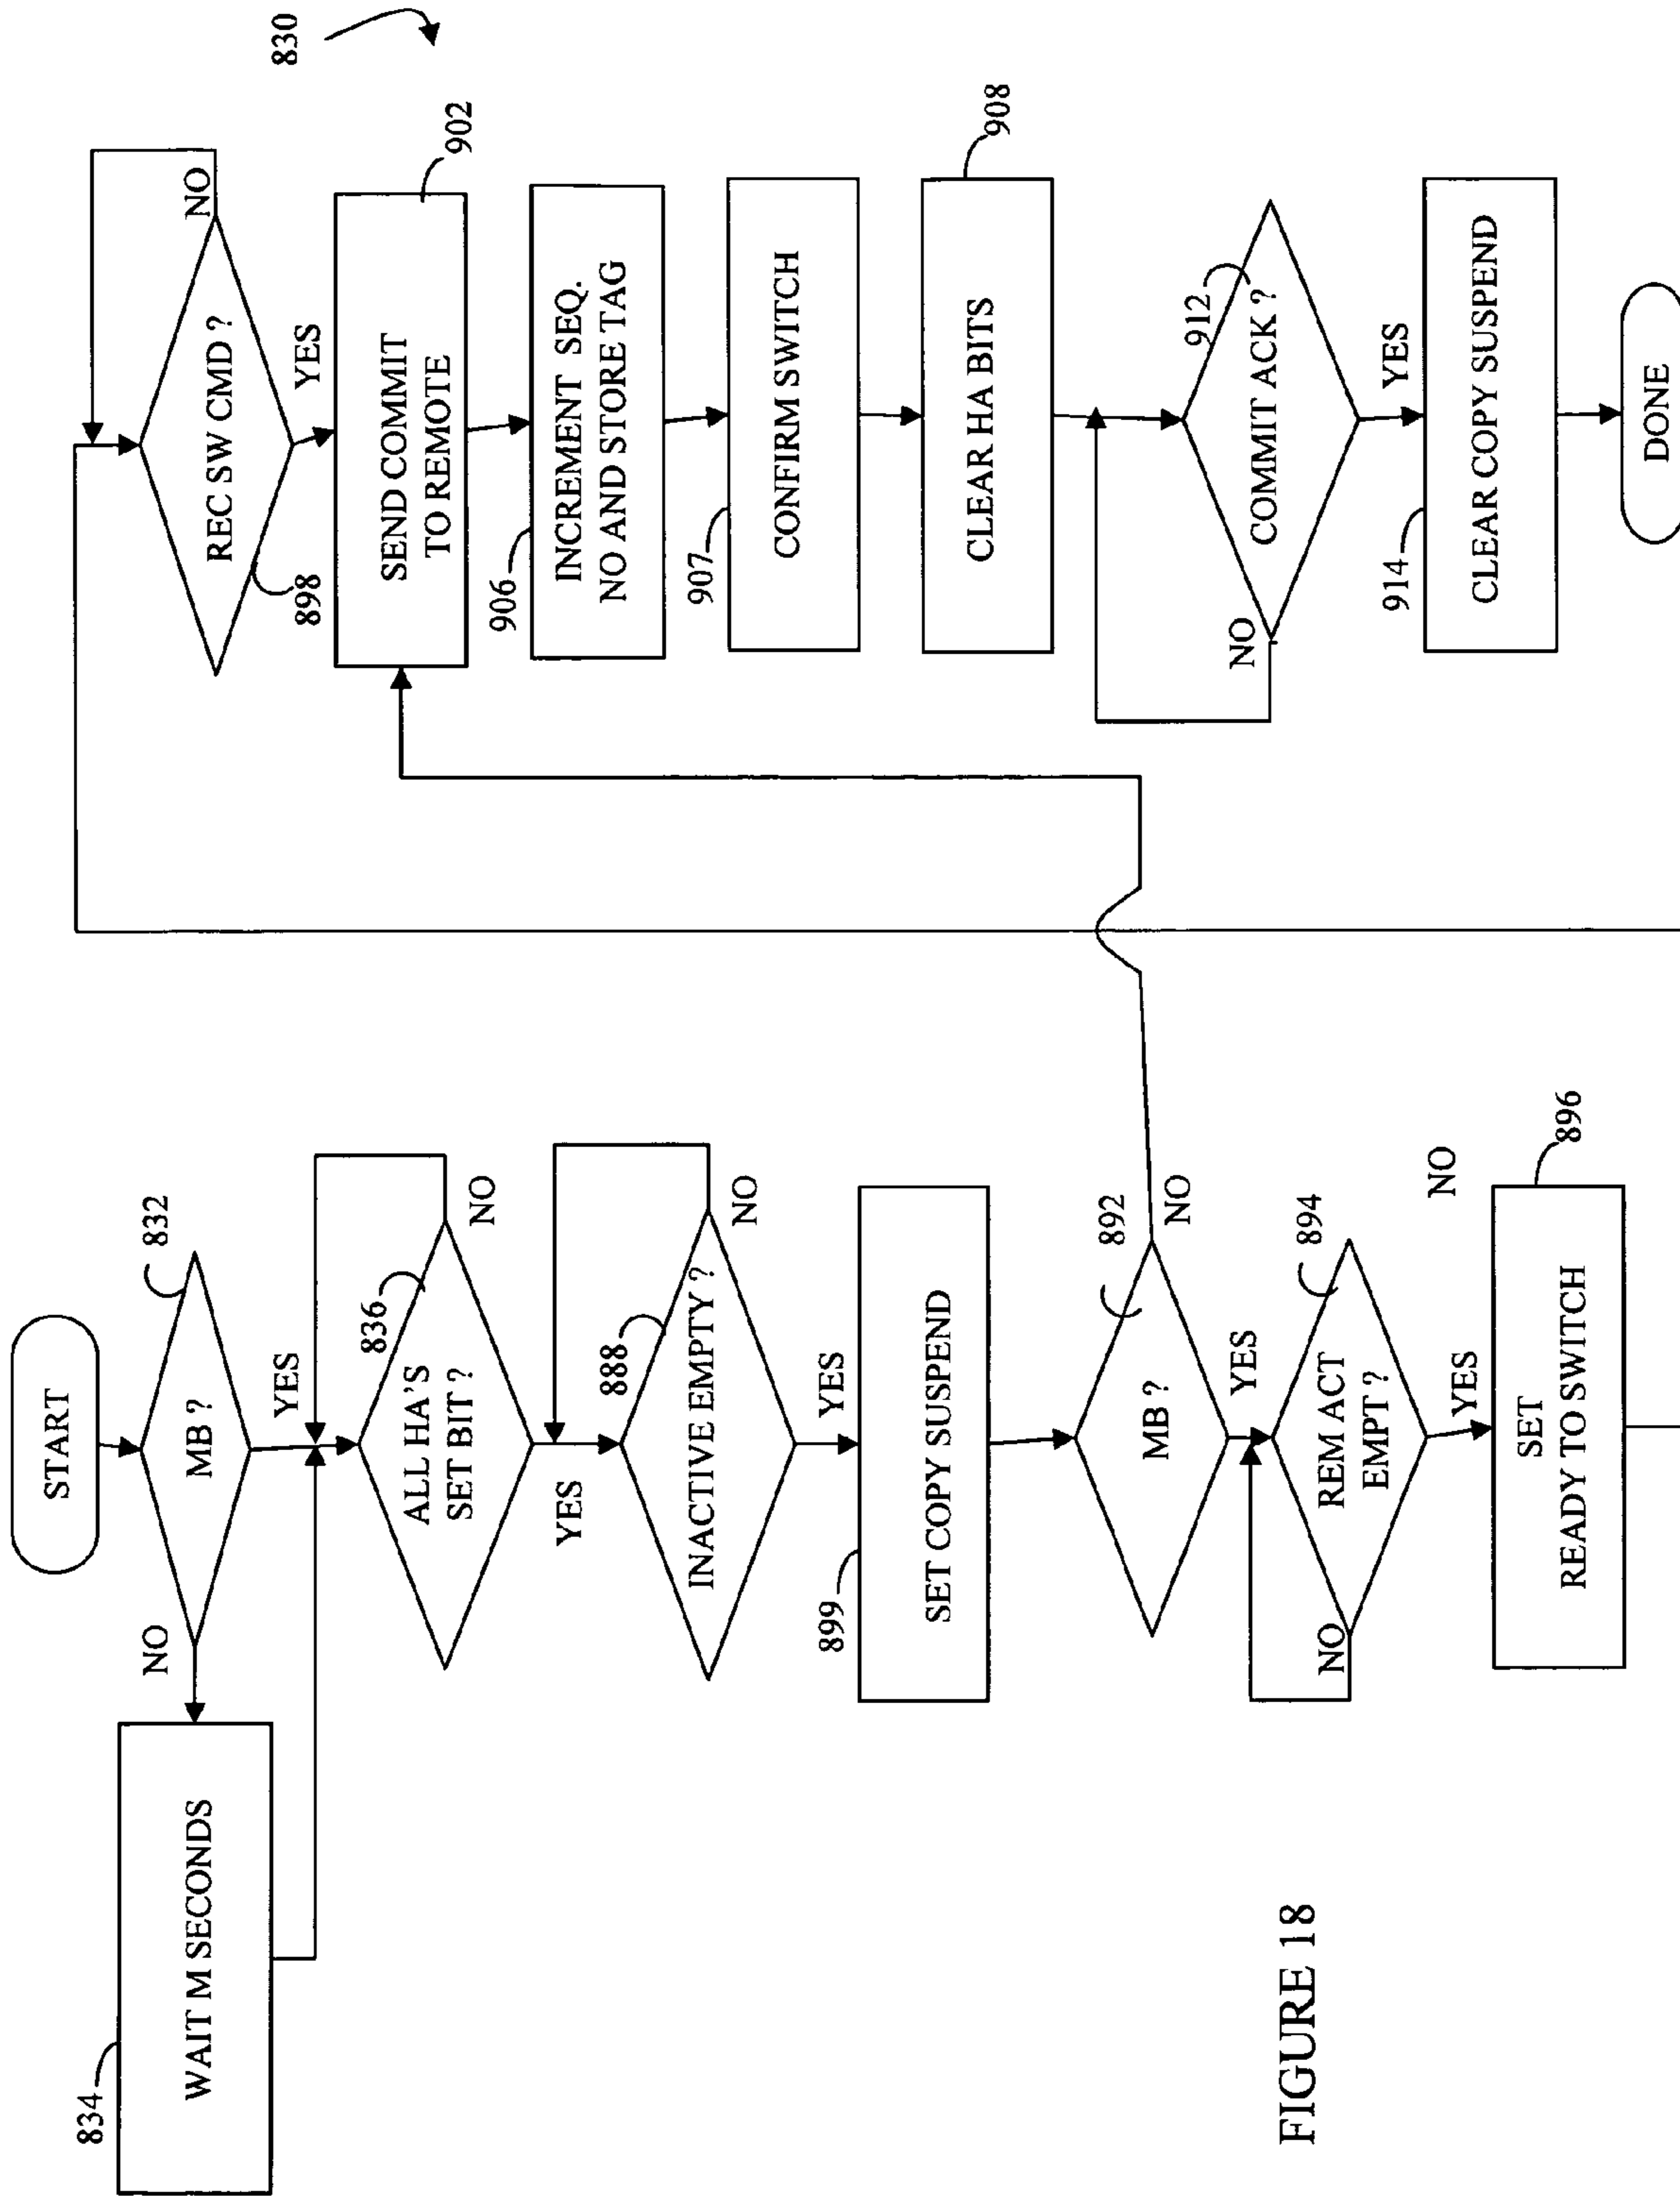 830
START
832
MB ?
NO
YES
834
WAIT M SECONDS
836
ALL HA'S
SET BIT ?
NO
YES
888
INACTIVE EMPTY ?
NO
YES
899
SET COPY SUSPEND
892
MB ?
NO
YES
894
REM ACT
EMPT ?
NO
NO
YES
896
SET
READY TO SWITCH
REC SW CMD ?
NO
898
YES
902
SEND COMMIT
TO REMOTE
906
INCREMENT SEQ.
NO AND STORE TAG
907
CONFIRM SWITCH
908
CLEAR HA BITS
912
COMMIT ACK ?
NO
YES
914
CLEAR COPY SUSPEND
DONE
FIGURE 18